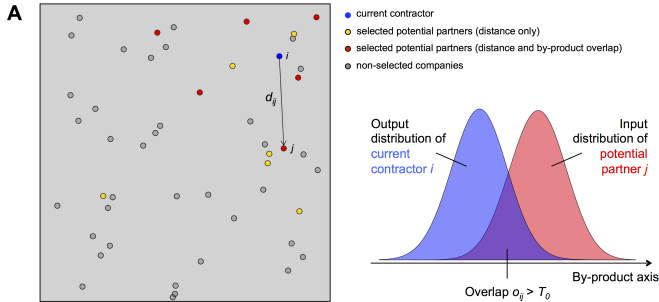 A
current contractor
selected potential partners (distance only)
selected potential partners (distance and by-product overlap)
non-selected companies
i
d_ij
j
Output
distribution of
current
contractor i
Input
distribution of
potential
partner j
By-product axis
Overlap o_ij > T_0